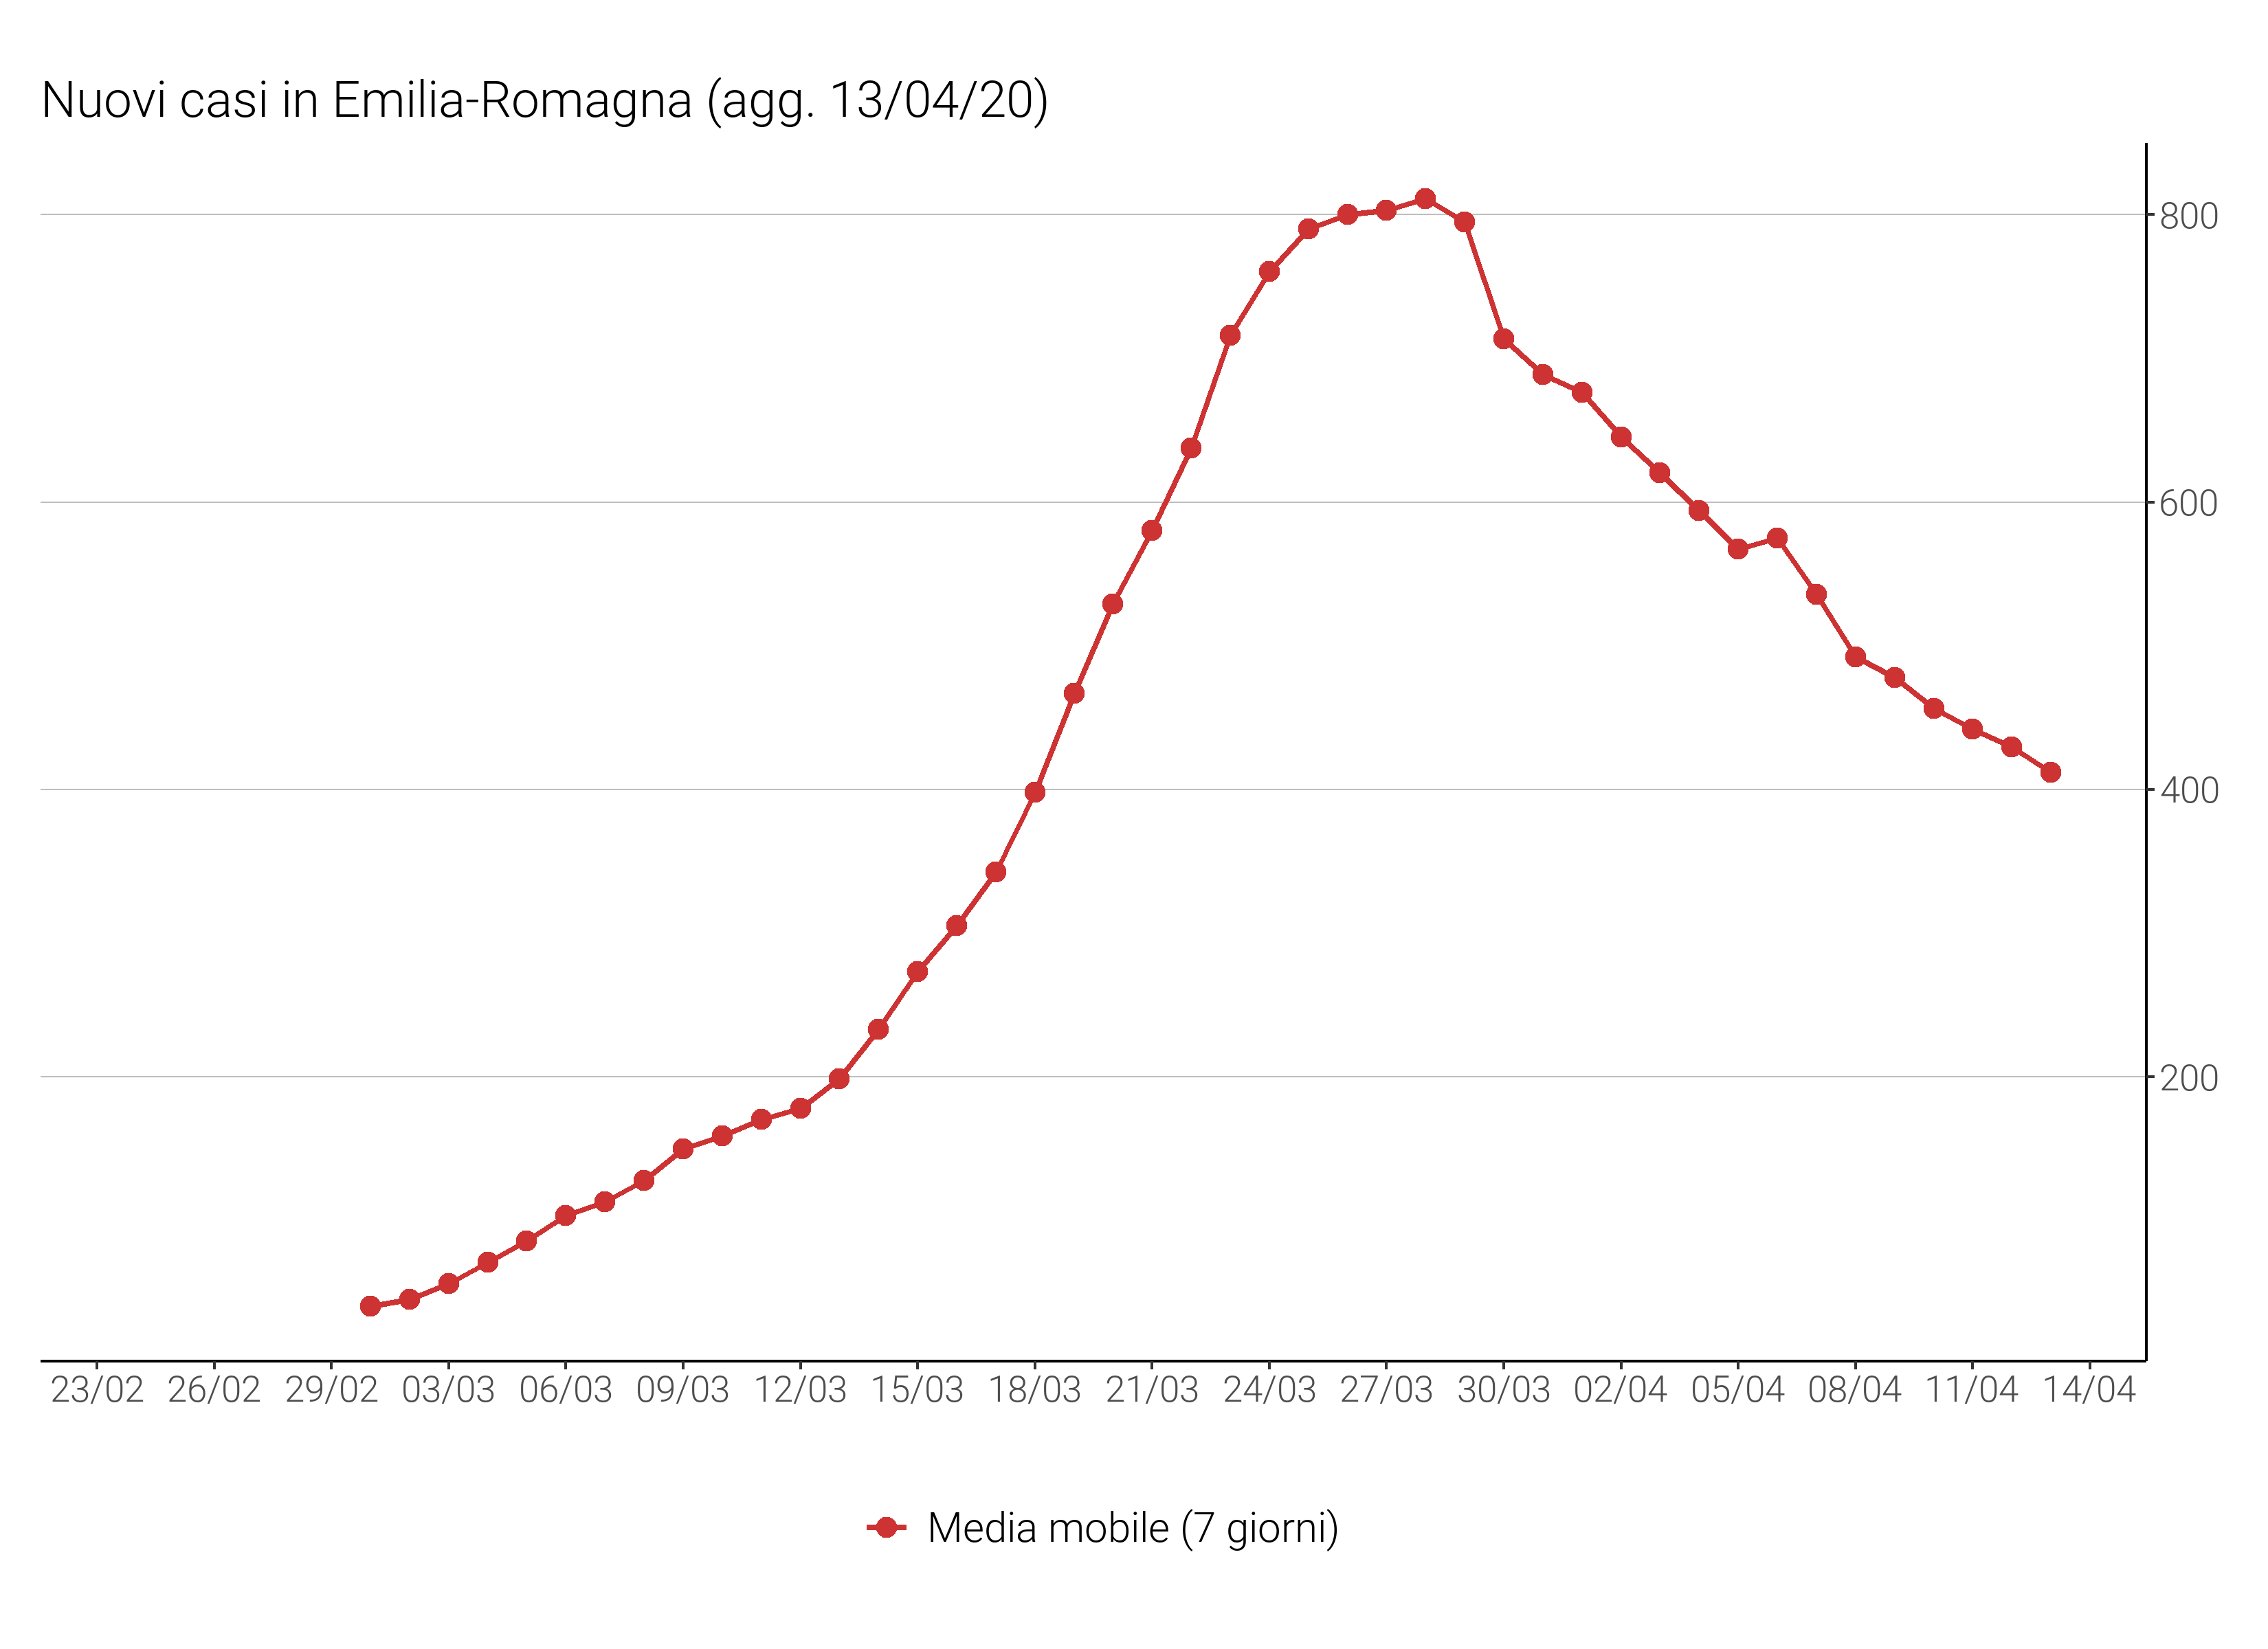 Nuovi casi in Emilia-Romagna (agg. 13/04/20)
800
600
400
200
23/02 26/02 29/02 03/03 06/03 09/03 12/03 15/03 18/03 21/03 24/03 27/03 30/03 02/04 05/04 08/04 11/04 14/04
Media mobile (7 giorni)